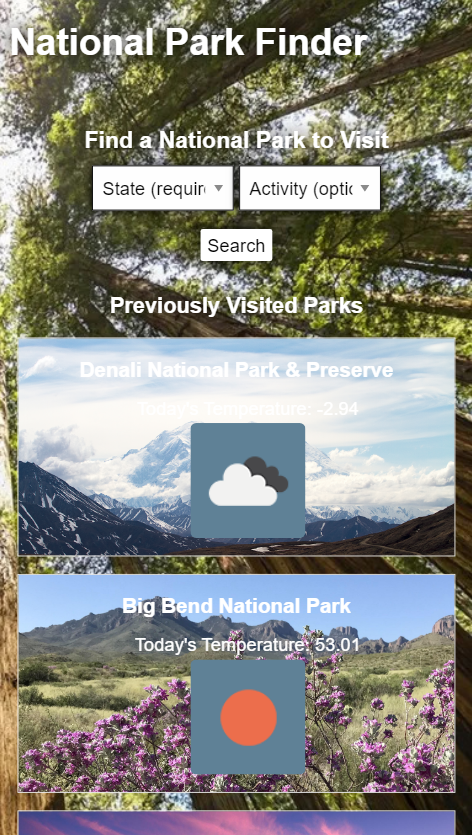 National Park Finder
Find a National Park to Visit
State (require
Activity (optic
Search
Previously Visited Parks
Denali National Park & Preserve
Today's Temperature: -2.94
Big Bend National Park
Today's Temperature: 53.01